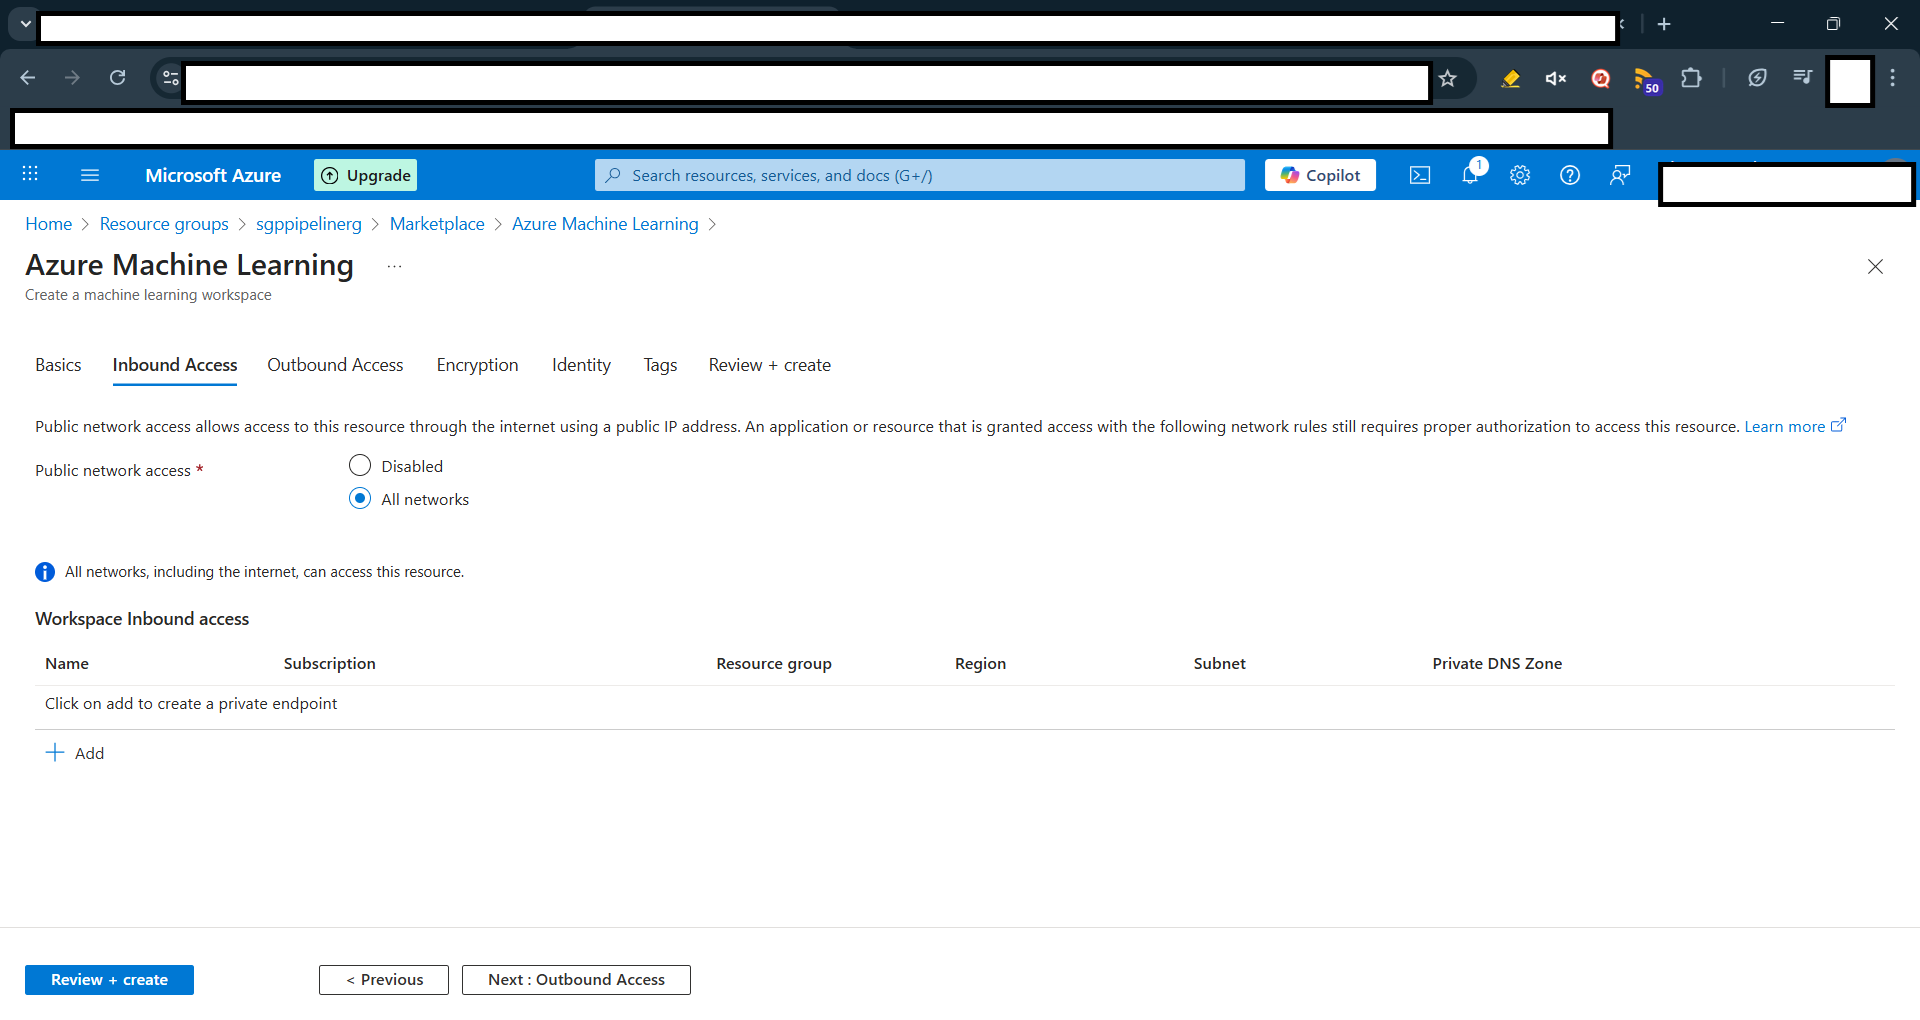 50
Microsoft Azure
Upgrade
Search resources, services, and docs (G+/)
Copilot
1
Home > Resource groups > sgppipelinerg > Marketplace > Azure Machine Learning >
Azure Machine Learning ...
Create a machine learning workspace
Basics Inbound Access Outbound Access Encryption Identity Tags Review + create
Public network access allows access to this resource through the internet using a public IP address. An application or resource that is granted access with the following network rules still requires proper authorization to access this resource. Learn more
Public network access *
Disabled
All networks
All networks, including the internet, can access this resource.
Workspace Inbound access
Name Subscription Resource group Region Subnet Private DNS Zone
Click on add to create a private endpoint
Add
Review + create < Previous Next : Outbound Access